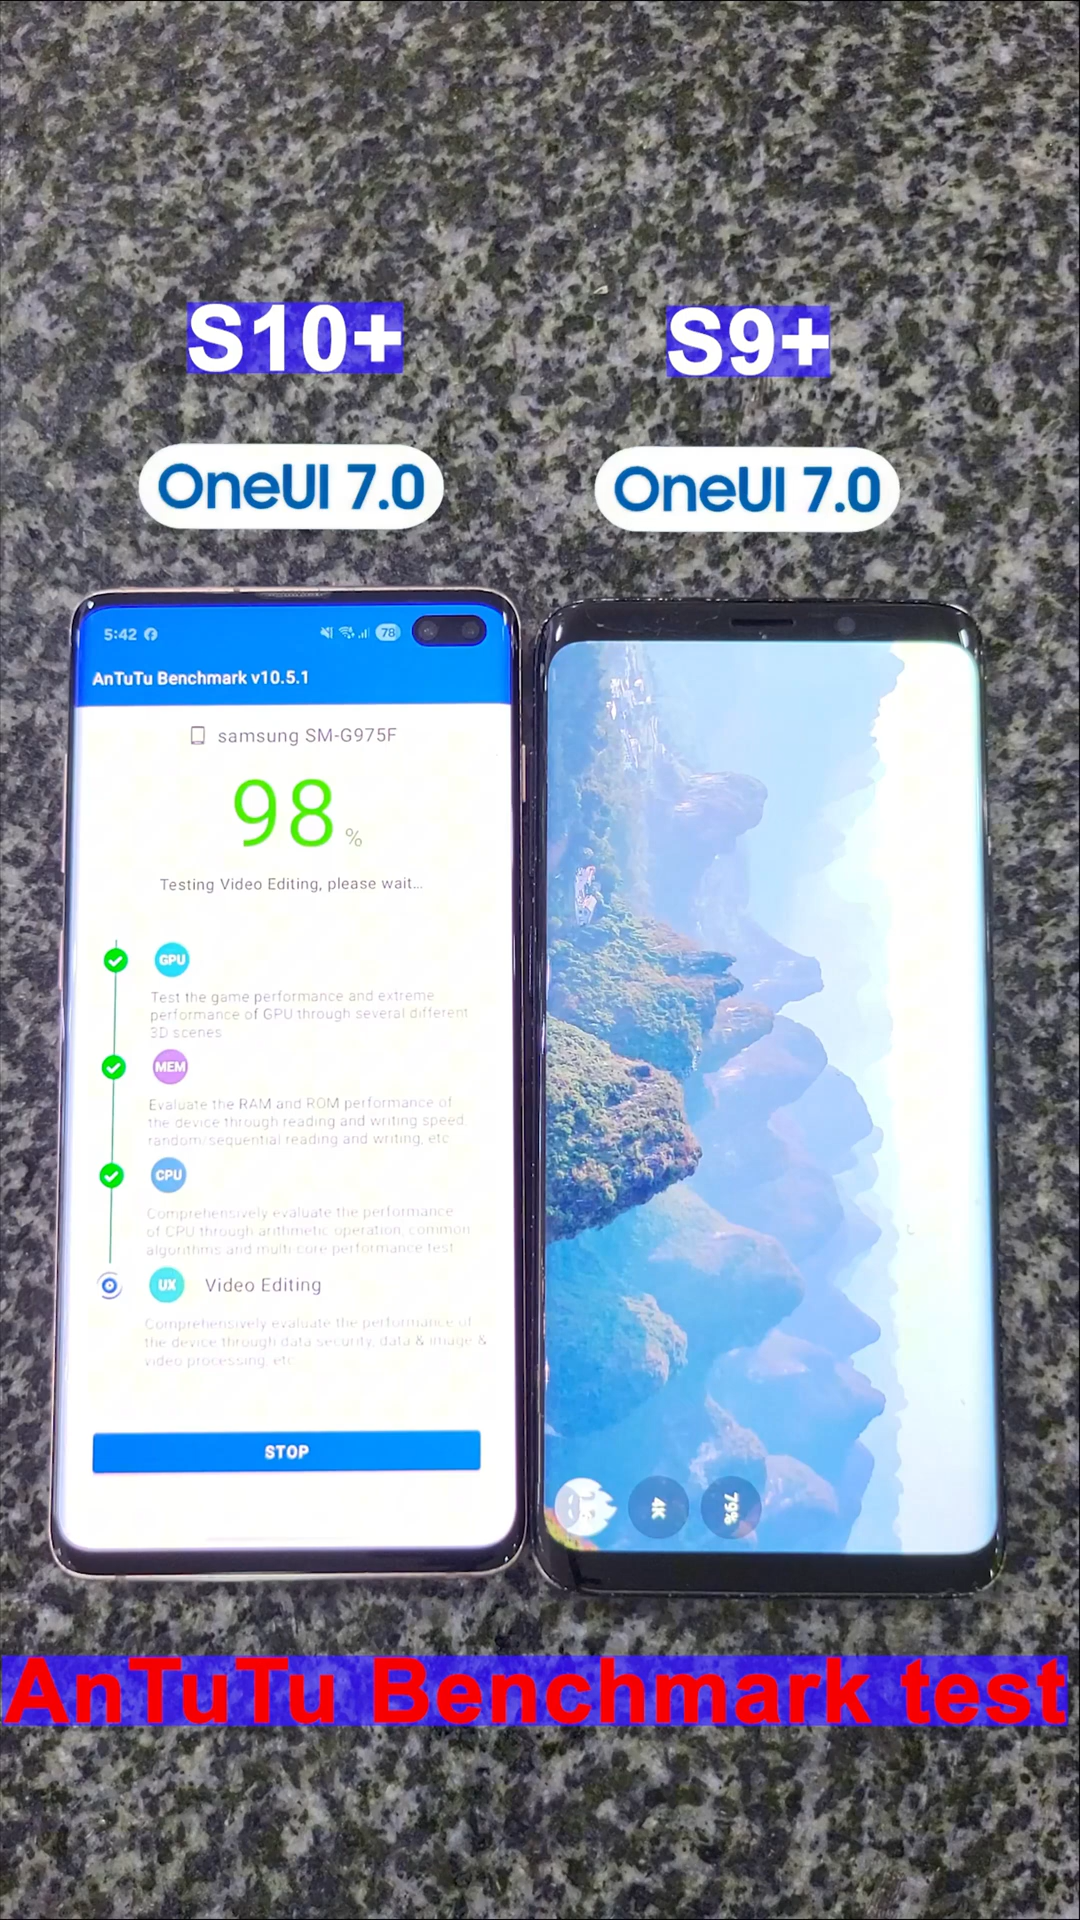 S10+
S9+
OneUI 7.0
OneUI 7.0
5:42
78
AnTuTu Benchmark v10.5.1
samsung SM-G975F
98 %
Testing Video Editing, please wait...
GPU
Test the game performance and extreme
performance of GPU through several different
3D scenes
MEM
Evaluate the RAM and ROM performance of
the device through reading and writing speed,
random/sequential reading and writing, etc
CPU
Comprehensively evaluate the performance
of CPU through arithmetic operation, common
algorithms and multi core performance test
UX Video Editing
Comprehensively evaluate the performance of
the device through data security, data & image &
video processing, etc.
STOP
4K
79%
AnTuTu Benchmark test